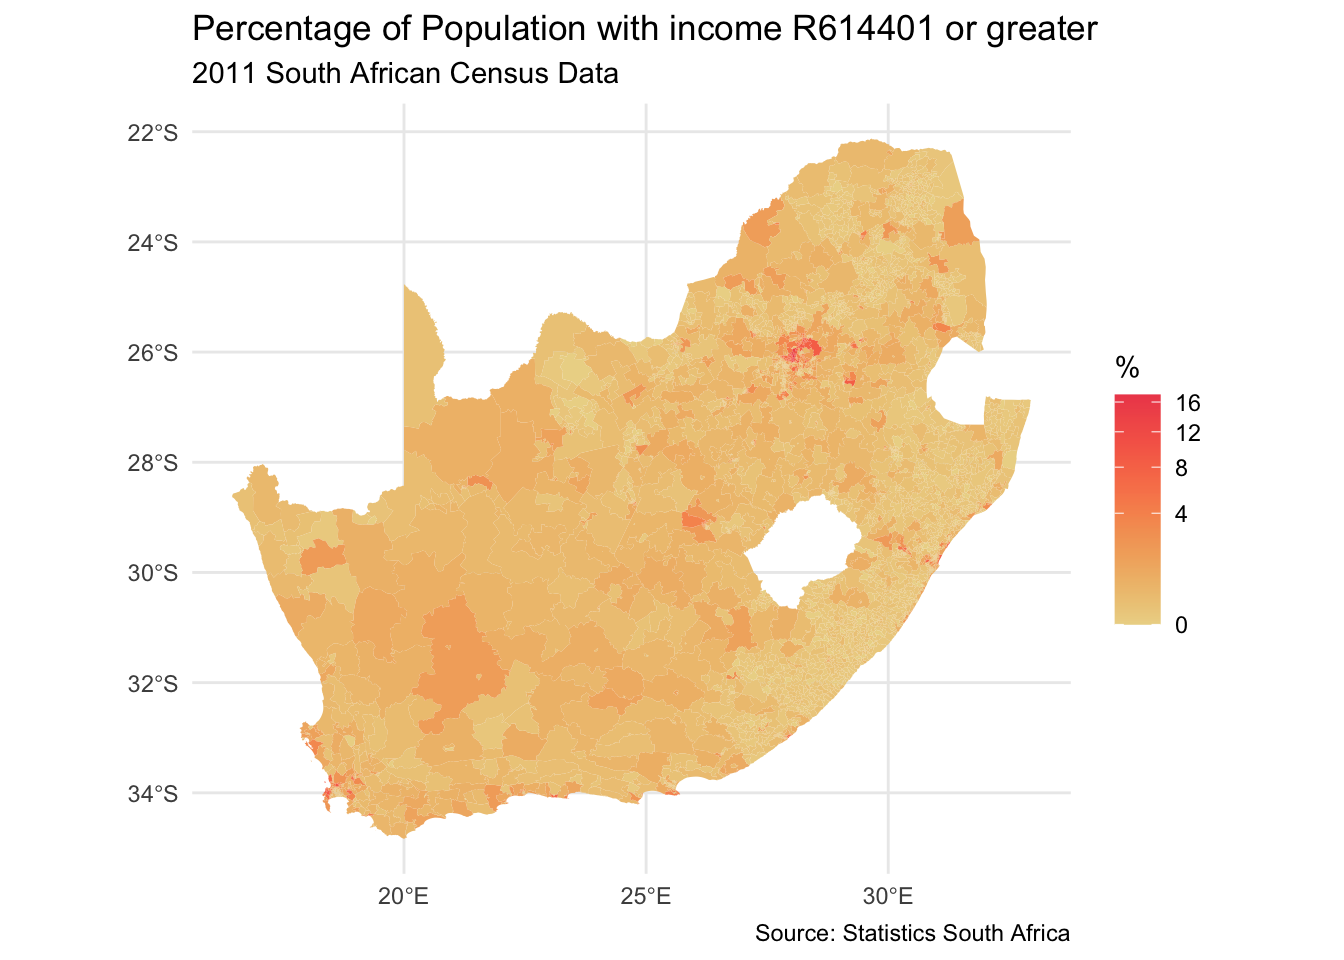 Percentage of Population with income R614401 or greater
2011 South African Census Data
22°S
24°S
26°S
28°S
30°S
32°S
34°S
20°E
25°E
30°E
%
16
12
8
4
0
Source: Statistics South Africa